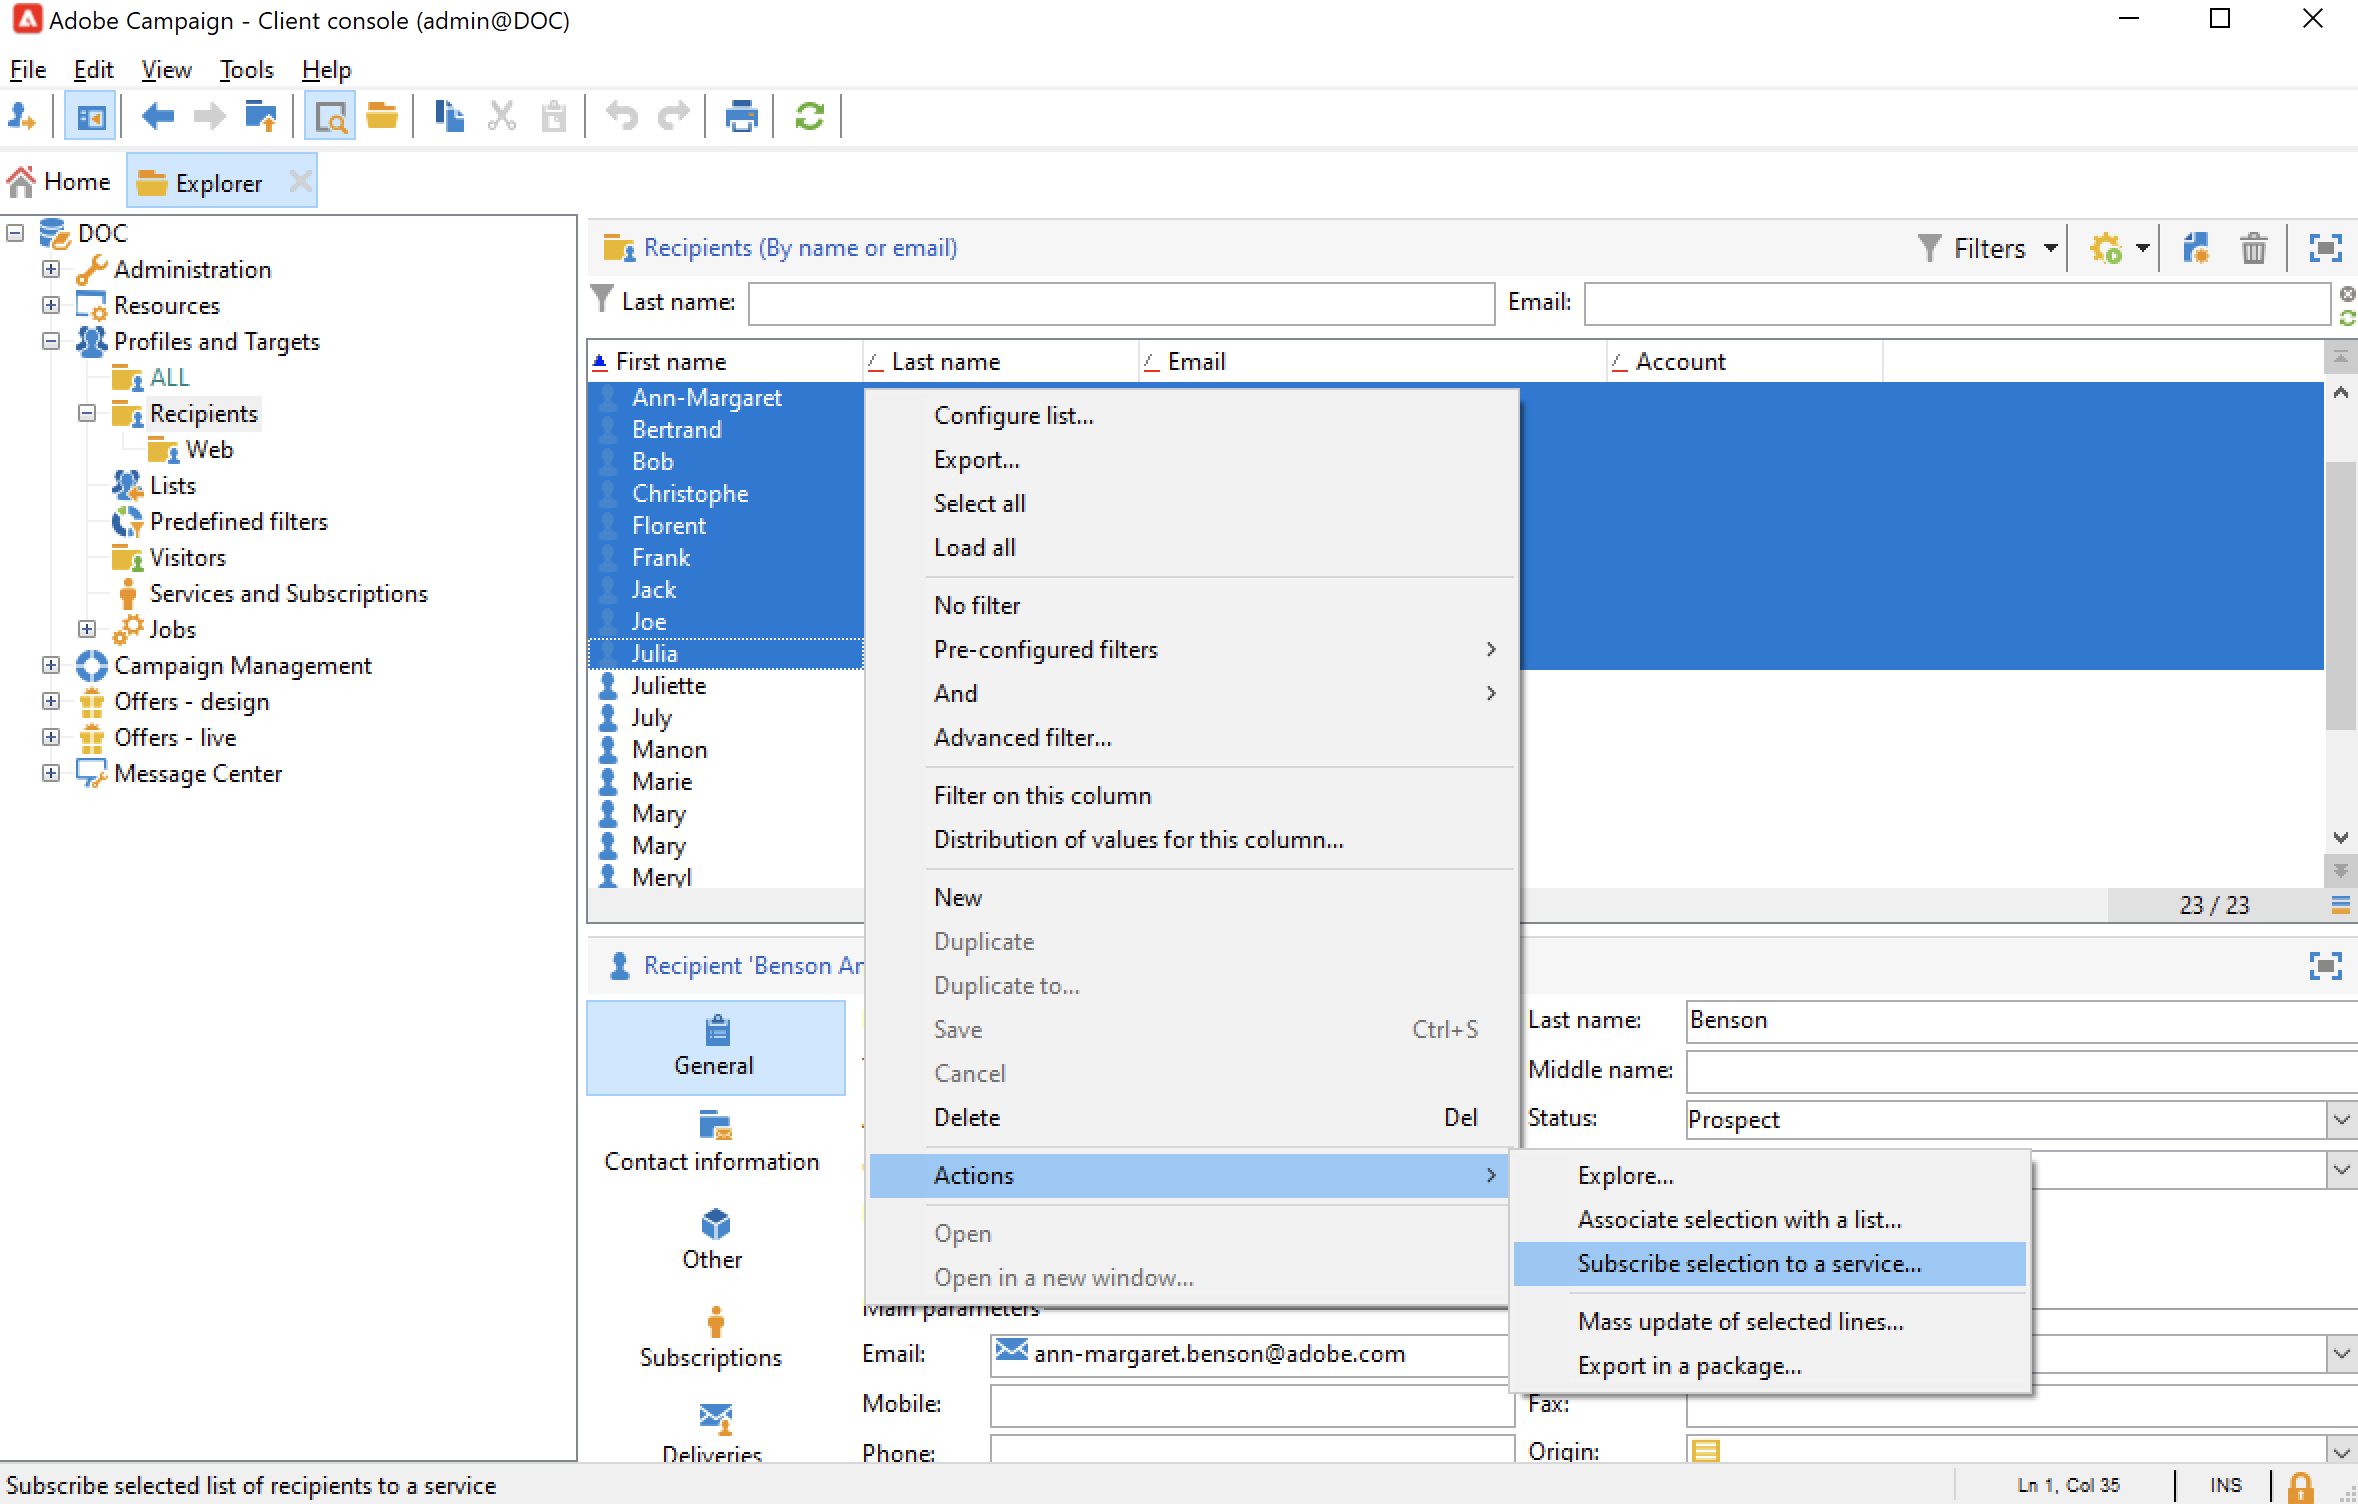 Adobe Campaign - Client console (admin@DOC)
File Edit View Tools Help
Home Explorer
DOC
Administration
Resources
Profiles and Targets
ALL
Recipients
Web
Lists
Predefined filters
Visitors
Services and Subscriptions
Jobs
Campaign Management
Offers - design
Offers - live
Message Center
Recipients (By name or email)
Filters
Last name: Email:
First name Last name Email Account
Ann-Margaret
Bertrand
Bob
Christophe
Florent
Frank
Jack
Joe
Julia
Juliette
July
Manon
Marie
Mary
Mary
Meryl
23 / 23
Configure list...
Export...
Select all
Load all
No filter
Pre-configured filters
And
Advanced filter...
Filter on this column
Distribution of values for this column...
New
Duplicate
Duplicate to...
Save Ctrl+S
Cancel
Delete Del
Actions
Open
Open in a new window...
Explore...
Associate selection with a list...
Subscribe selection to a service...
Mass update of selected lines...
Export in a package...
Recipient 'Benson An
General
Contact information
Other
Subscriptions
Deliveries
Last name: Benson
Middle name:
Status: Prospect
Main parameters
Email: ann-margaret.benson@adobe.com
Mobile:
Fax:
Phone:
Origin:
Subscribe selected list of recipients to a service
Ln 1, Col 35 INS